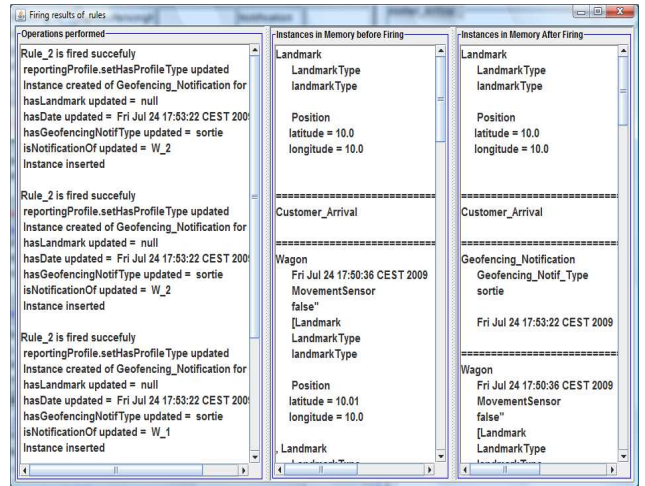 Firing results of rules
Operations performed
Rule_2 is fired succefuly
reportingProfile.setHasProfileType updated
Instance created of Geofencing_Notification for
hasLandmark updated = null
hasDate updated = Fri Jul 24 17:53:22 CEST 200
hasGeofencingNotifType updated = sortie
isNotificationOf updated = W_2
Instance inserted
Rule_2 is fired succefuly
reportingProfile.setHasProfileType updated
Instance created of Geofencing_Notification for
hasLandmark updated = null
hasDate updated = Fri Jul 24 17:53:22 CEST 200
hasGeofencingNotifType updated = sortie
isNotificationOf updated = W_2
Instance inserted
Rule_2 is fired succefuly
reportingProfile.setHasProfileType updated
Instance created of Geofencing_Notification for
hasLandmark updated = null
hasDate updated = Fri Jul 24 17:53:22 CEST 200
hasGeofencingNotifType updated = sortie
isNotificationOf updated = W_1
Instance inserted
Instances in Memory before Firing
Landmark
LandmarkType
landmarkType
Position
latitude = 10.0
longitude = 10.0
==========================
Customer_Arrival
==========================
Wagon
Fri Jul 24 17:50:36 CEST 2009
MovementSensor
false"
[Landmark
LandmarkType
landmarkType
Position
latitude = 10.01
longitude = 10.0
, Landmark
Instances in Memory After Firing
Landmark
LandmarkType
landmarkType
Position
latitude = 10.0
longitude = 10.0
==========================
Customer_Arrival
==========================
Geofencing_Notification
Geofencing_Notif_Type
sortie
Fri Jul 24 17:53:22 CEST 2009
==========================
Wagon
Fri Jul 24 17:50:36 CEST 2009
MovementSensor
false"
[Landmark
LandmarkType